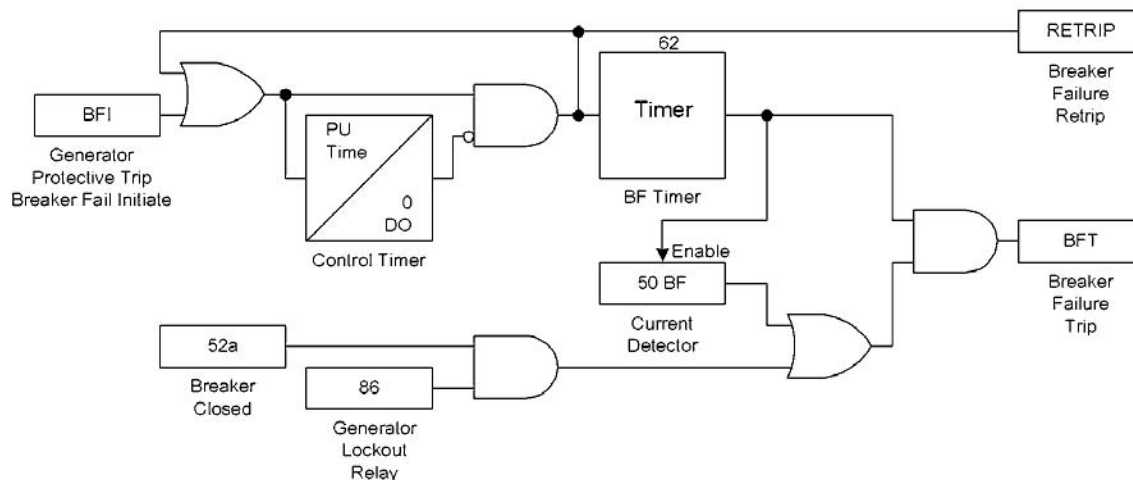 62
RETRIP
Breaker
Failure
Retrip
BFI
Generator
Protective Trip
Breaker Fail Initiate
PU
Time
0
DO
Control Timer
Timer
BF Timer
Enable
50 BF
Current
Detector
BFT
Breaker
Failure
Trip
52a
Breaker
Closed
86
Generator
Lockout
Relay